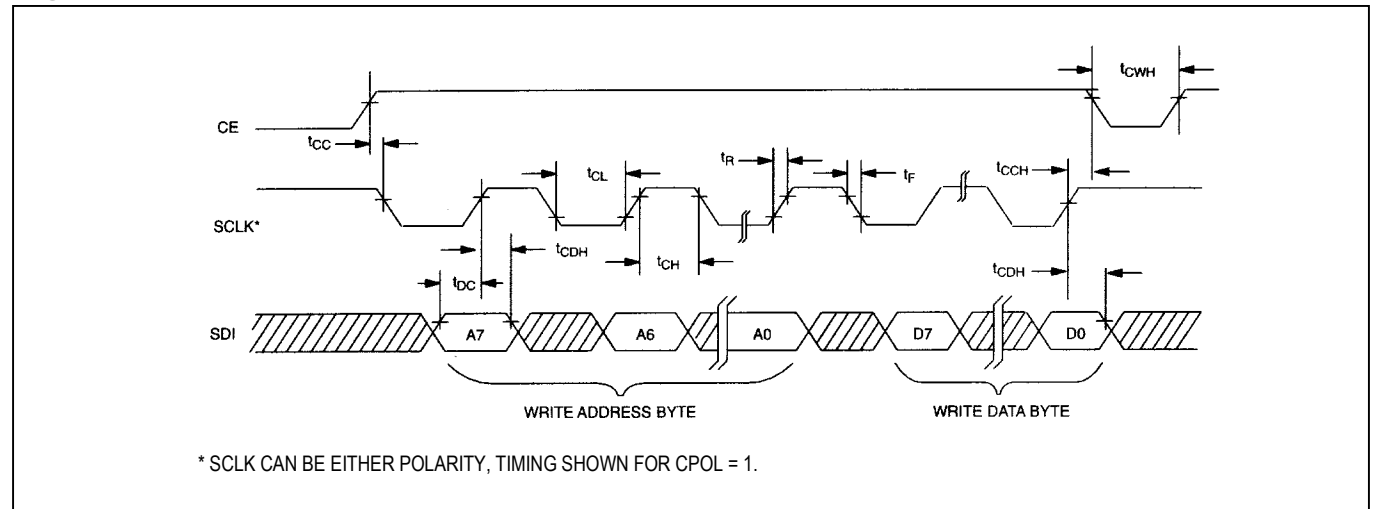 tCWH
CE
tCC
tR
tCL
tF
tCCH
SCLK*
tCDH
tCH
tCDH
tDC
SDI
A7
A6
A0
D7
D0
WRITE ADDRESS BYTE
WRITE DATA BYTE
* SCLK CAN BE EITHER POLARITY, TIMING SHOWN FOR CPOL = 1.